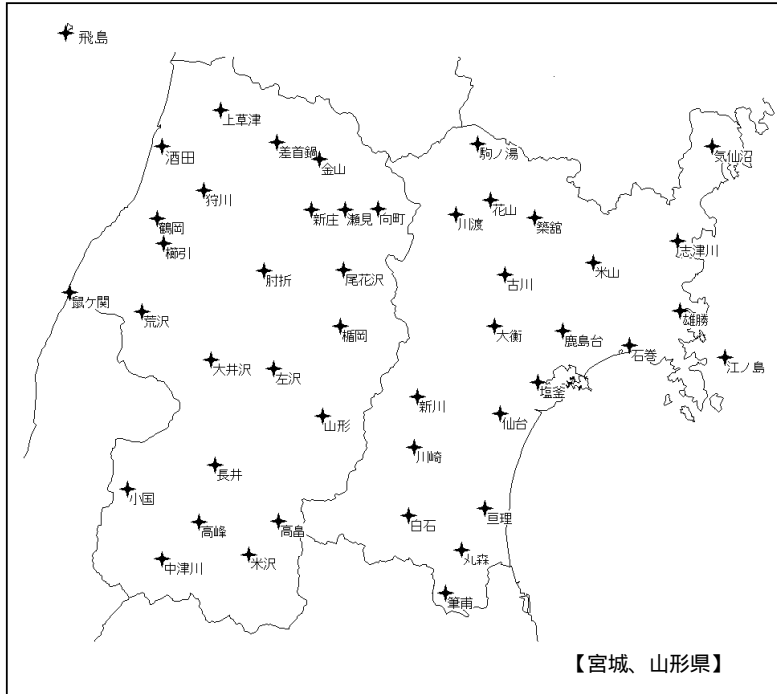 飛島
上草津
差首鍋
金山
酒田
狩川
新庄
瀬見
向町
鶴岡
櫛引
肘折
尾花沢
鼠ケ関
荒沢
楯岡
大井沢
左沢
山形
長井
小国
高峰
高畠
中津川
米沢
駒ノ湯
気仙沼
花山
川渡
築舘
志津川
米山
古川
雄勝
大衡
鹿島台
石巻
江ノ島
塩釜
新川
仙台
川崎
白石
亘理
丸森
筆甫
【宮城、山形県】